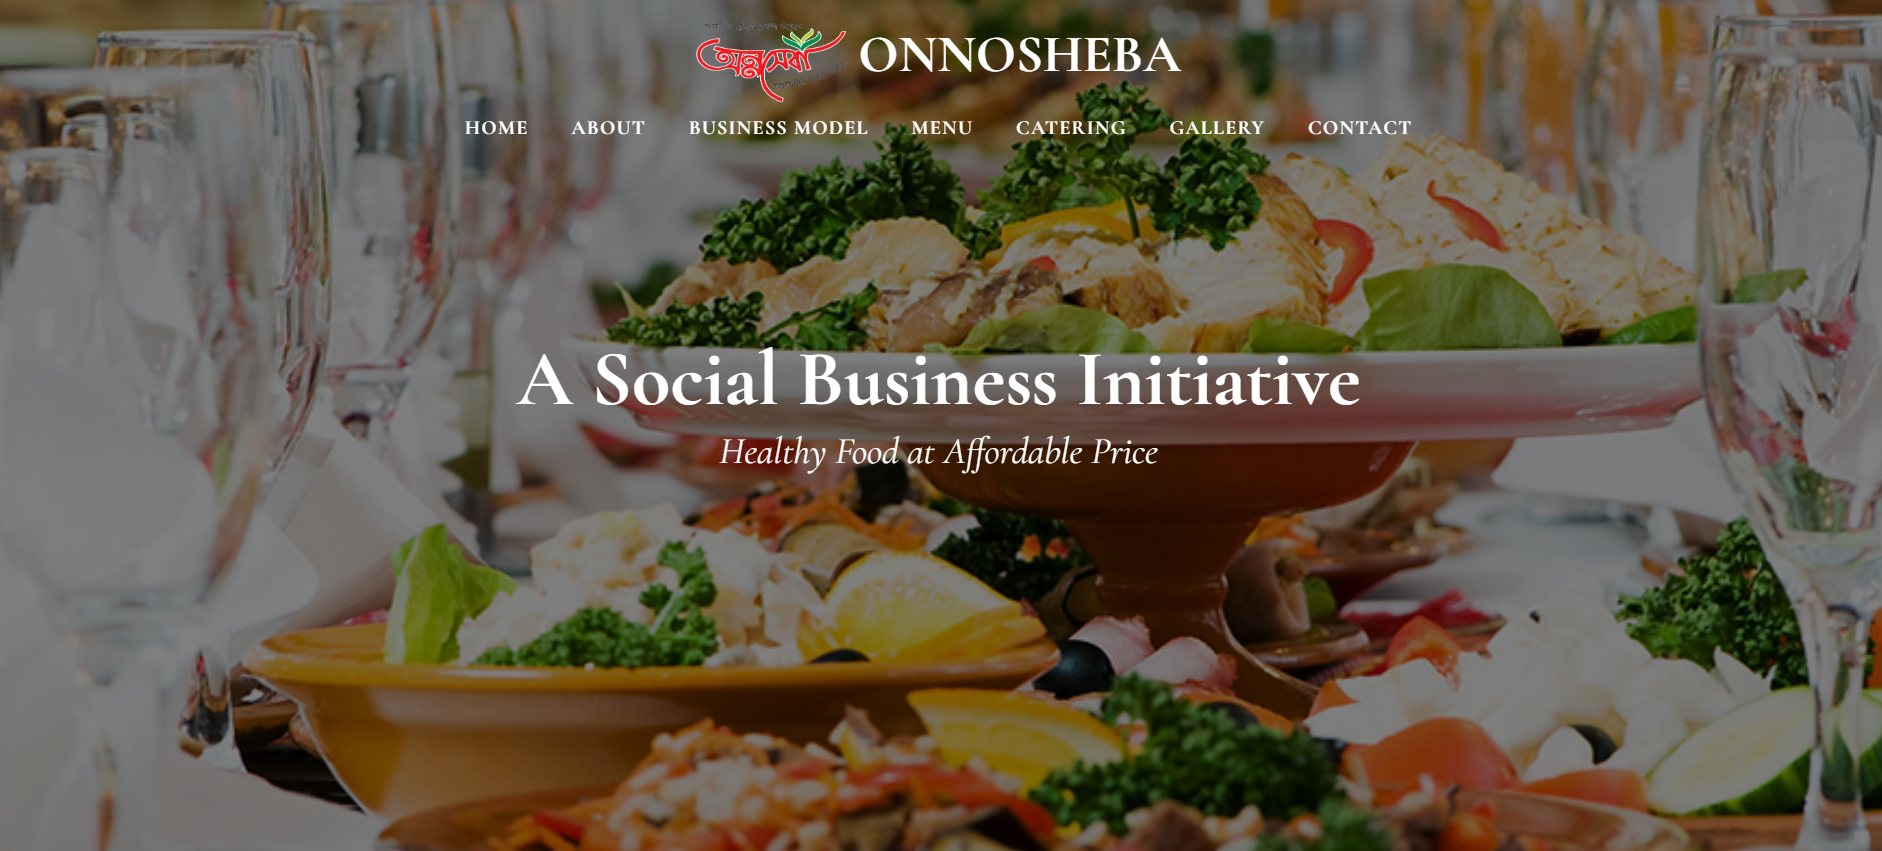 অন্নসেবা
ONNOSHEBA
HOME ABOUT BUSINESS MODEL MENU CATERING GALLERY CONTACT
A Social Business Initiative
Healthy Food at Affordable Price